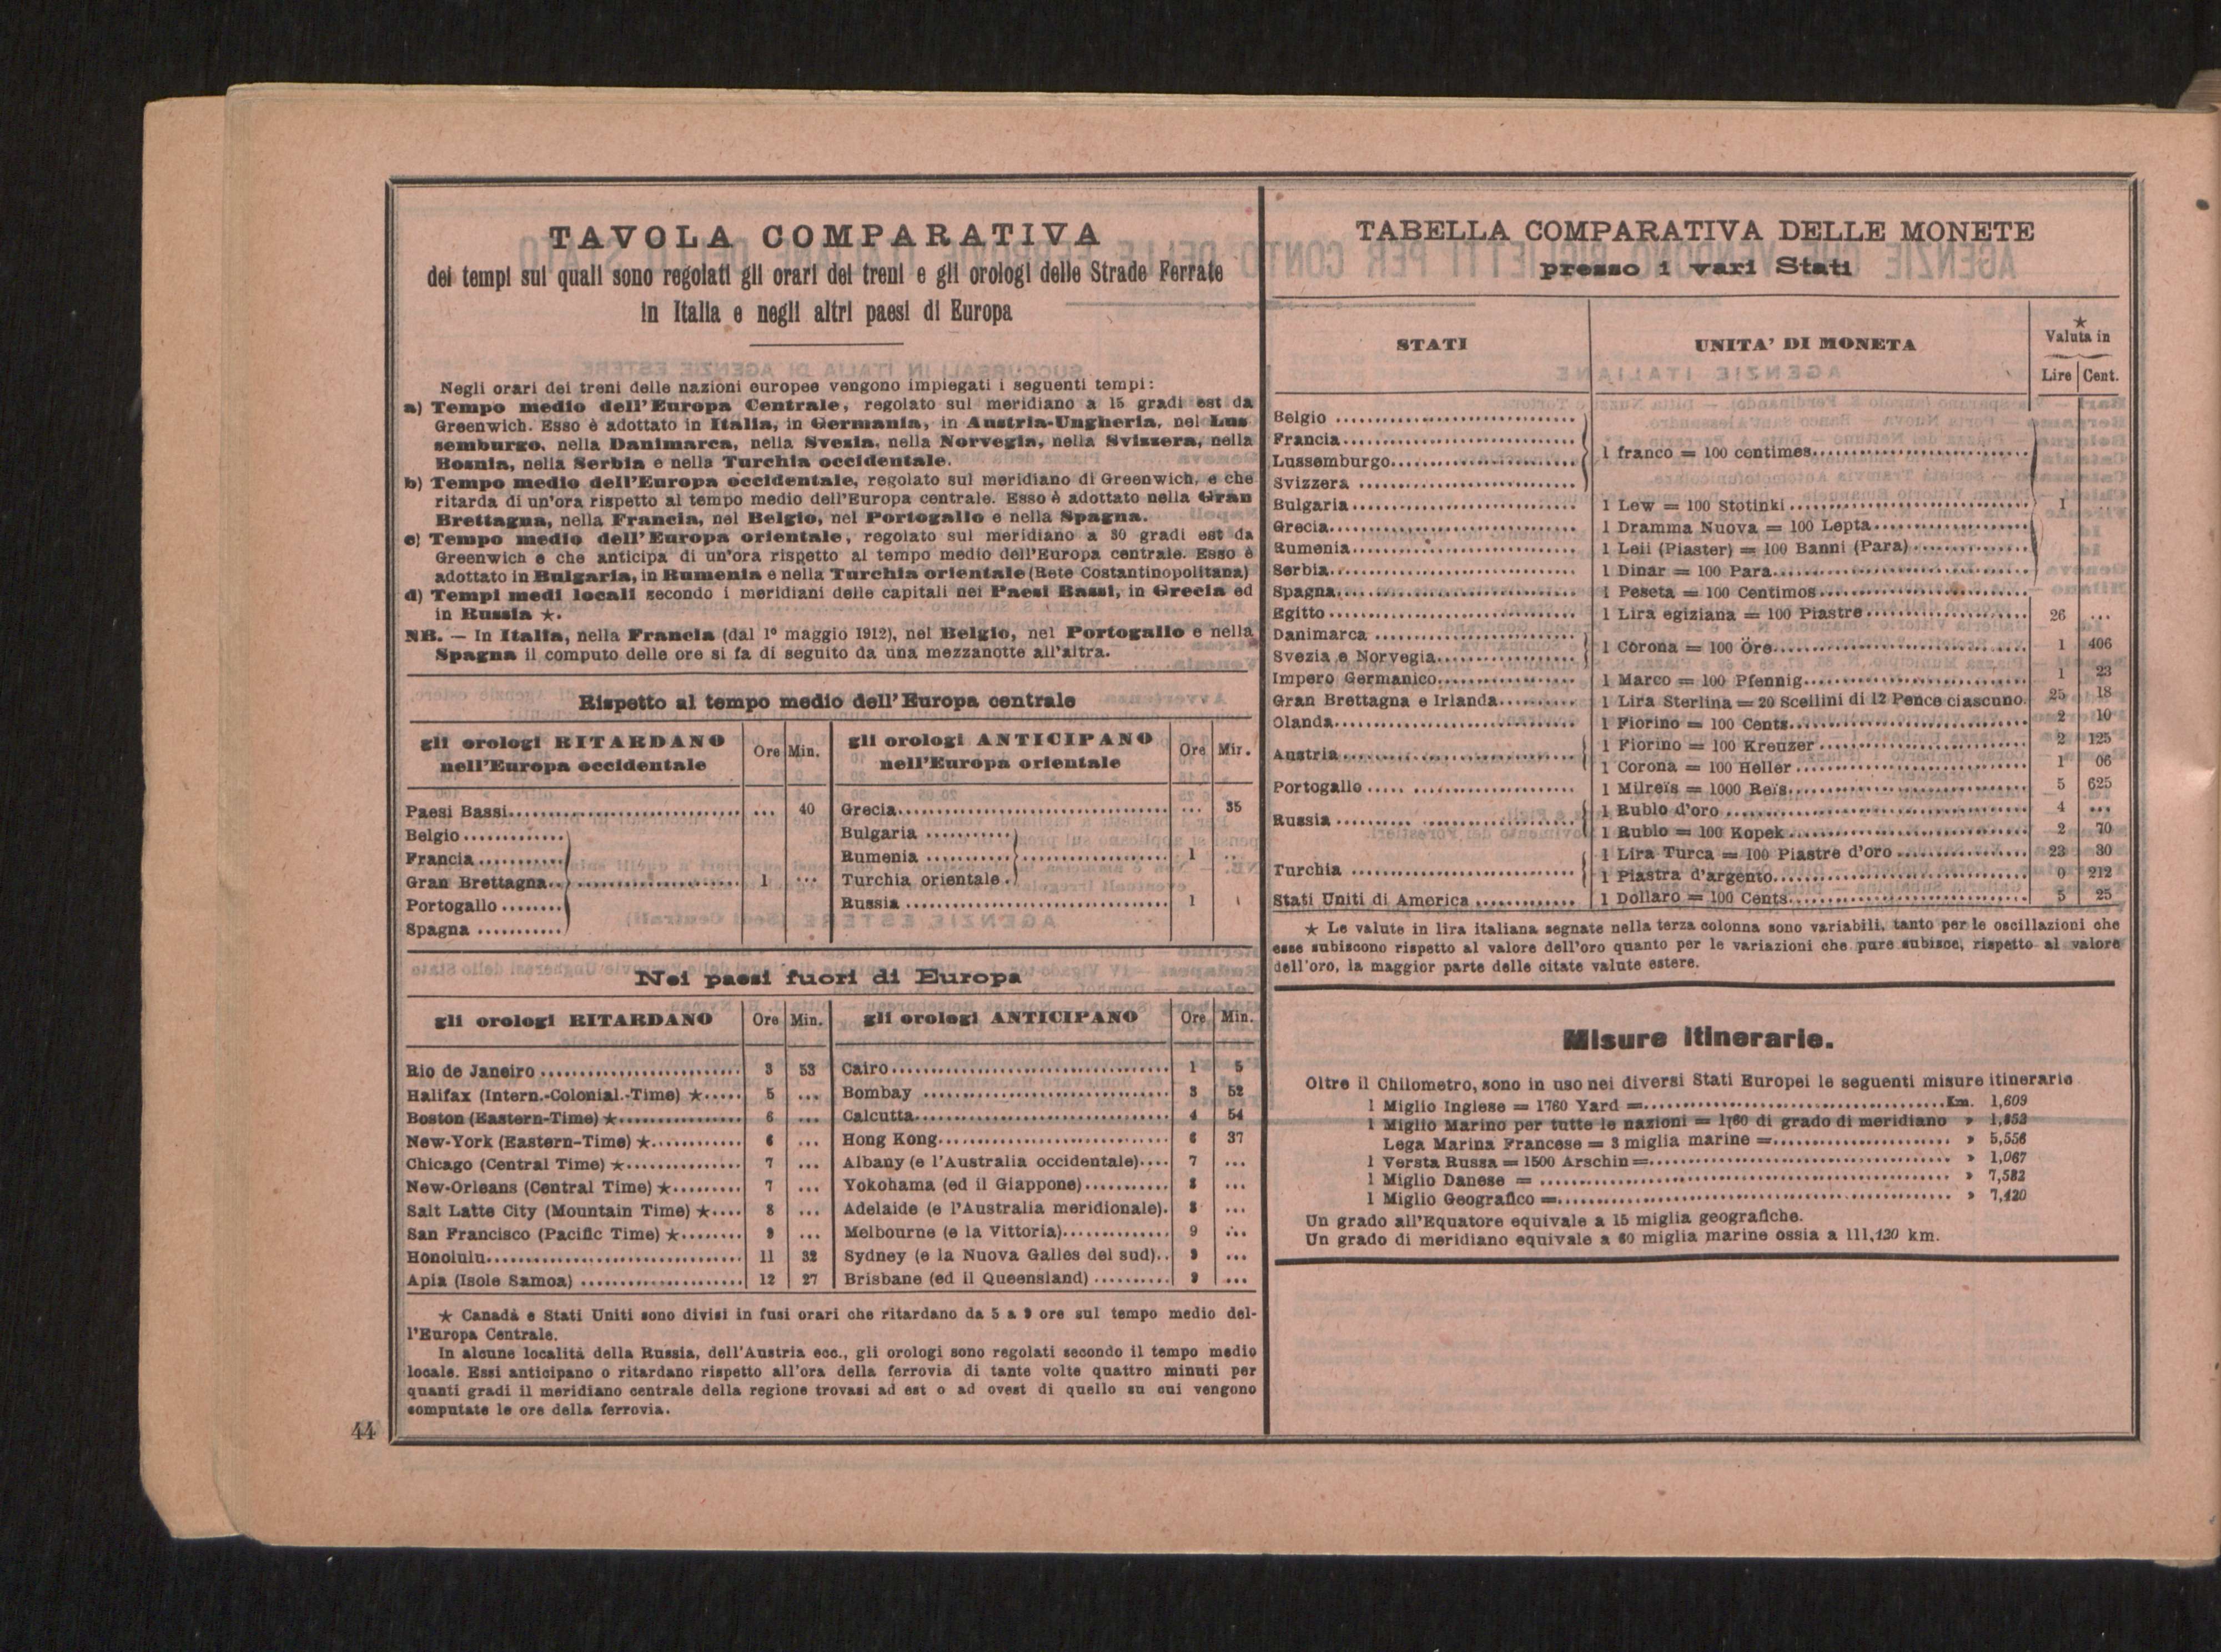 TAVOLA COMPARATIVA
dei tempi sui quali sono regolati gli orari dei treni e gli orologi delle Strade Ferrate
in Italia e negli altri paesi di Europa
Negli orari dei treni delle nazioni europee vengono impiegati i seguenti tempi:
a) Tempo medio dell'Europa Centrale, regolato sul meridiano a 15 gradi est da
Greenwich. Esso è adottato in Italia, in Germania, in Austria-Ungheria, nel Lus
semburgo, nella Danimarca, nella Svezia, nella Norvegia, nella Svizzera, nella
Bosnia, nella Serbia e nella Turchia occidentale.
b) Tempo medio dell'Europa occidentale, regolato sul meridiano di Greenwich, e che
ritarda di un'ora rispetto al tempo medio dell'Europa centrale. Esso è adottato nella Gran
Brettagna, nella Francia, nel Belgio, nel Portogallo e nella Spagna.
c) Tempo medio dell'Europa orientale, regolato sul meridiano a 30 gradi est da
Greenwich e che anticipa di un'ora rispetto al tempo medio dell'Europa centrale. Esso è
adottato in Bulgaria, in Rumenia e nella Turchia orientale (Rete Costantinopolitana)
d) Tempi medi locali secondo i meridiani delle capitali nei Paesi Bassi, in Grecia ed
in Russia ★.
NB. — In Italia, nella Francia (dal 1° maggio 1912), nel Belgio, nel Portogallo e nella
Spagna il computo delle ore si fa di seguito da una mezzanotte all'altra.
Rispetto al tempo medio dell'Europa centrale
gli orologi RITARDANO nell'Europa occidentale Ore Min. gli orologi ANTICIPANO nell'Europa orientale Ore Mir.
Paesi Bassi ... 40 Grecia ... 35
Belgio Bulgaria
Francia Rumenia 1 ..
Gran Brettagna 1 ... Turchia orientale
Portogallo Russia 1
Spagna
Nei paesi fuori di Europa
gli orologi RITARDANO Ore Min. gli orologi ANTICIPANO Ore Min.
Rio de Janeiro 3 53 Cairo 1 5
Halifax (Intern.-Colonial.-Time) ★ 5 ... Bombay 3 52
Boston (Eastern-Time) ★ 6 ... Calcutta 4 54
New-York (Eastern-Time) ★ 6 ... Hong Kong 6 37
Chicago (Central Time) ★ 7 ... Albany (e l'Australia occidentale) 7 ...
New-Orleans (Central Time) ★ 7 ... Yokohama (ed il Giappone) 8 ...
Salt Latte City (Mountain Time) ★ 8 ... Adelaide (e l'Australia meridionale) 8 ...
San Francisco (Pacific Time) ★ 9 ... Melbourne (e la Vittoria) 9 ...
Honolulu 11 32 Sydney (e la Nuova Galles del sud) 9 ...
Apia (Isole Samoa) 12 27 Brisbane (ed il Queensland) 9 ...
★ Canadà e Stati Uniti sono divisi in fusi orari che ritardano da 5 a 9 ore sul tempo medio del-
l'Europa Centrale.
In alcune località della Russia, dell'Austria ecc., gli orologi sono regolati secondo il tempo medio
locale. Essi anticipano o ritardano rispetto all'ora della ferrovia di tante volte quattro minuti per
quanti gradi il meridiano centrale della regione trovasi ad est o ad ovest di quello su cui vengono
computate le ore della ferrovia.
44
TABELLA COMPARATIVA DELLE MONETE
presso i vari Stati
STATI UNITA' DI MONETA ★ Valuta in Lire Cent.
Belgio
Francia
Lussemburgo 1 franco = 100 centimes
Svizzera
Bulgaria 1 Lew = 100 Stotinki 1
Grecia 1 Dramma Nuova = 100 Lepta
Rumenia 1 Leii (Piaster) = 100 Banni (Para)
Serbia 1 Dinar = 100 Para
Spagna 1 Peseta = 100 Centimos
Egitto 1 Lira egiziana = 100 Piastre 26 ...
Danimarca
Svezia e Norvegia 1 Corona = 100 Öre 1 406
Impero Germanico 1 Marco = 100 Pfennig 1 23
Gran Brettagna e Irlanda 1 Lira Sterlina = 20 Scellini di 12 Pence ciascuno 25 18
Olanda 1 Fiorino = 100 Cents 2 10
Austria 1 Fiorino = 100 Kreuzer 2 125
1 Corona = 100 Heller 1 06
Portogallo 1 Milreïs = 1000 Reïs 5 625
Russia 1 Rublo d'oro 4 ...
1 Rublo = 100 Kopek 2 70
Turchia 1 Lira Turca = 100 Piastre d'oro 23 30
1 Piastra d'argento 0 212
Stati Uniti di America 1 Dollaro = 100 Cents 5 25
★ Le valute in lira italiana segnate nella terza colonna sono variabili, tanto per le oscillazioni che
esse subiscono rispetto al valore dell'oro quanto per le variazioni che pure subisce, rispetto al valore
dell'oro, la maggior parte delle citate valute estere.
Misure itinerarie.
Oltre il Chilometro, sono in uso nei diversi Stati Europei le seguenti misure itinerarie
1 Miglio Inglese = 1760 Yard = Km. 1,609
1 Miglio Marino per tutte le nazioni = 1/60 di grado di meridiano » 1,852
Lega Marina Francese = 3 miglia marine = » 5,556
1 Versta Russa = 1500 Arschin = » 1,067
1 Miglio Danese = » 7,532
1 Miglio Geografico = » 7,420
Un grado all'Equatore equivale a 15 miglia geografiche.
Un grado di meridiano equivale a 60 miglia marine ossia a 111,120 km.